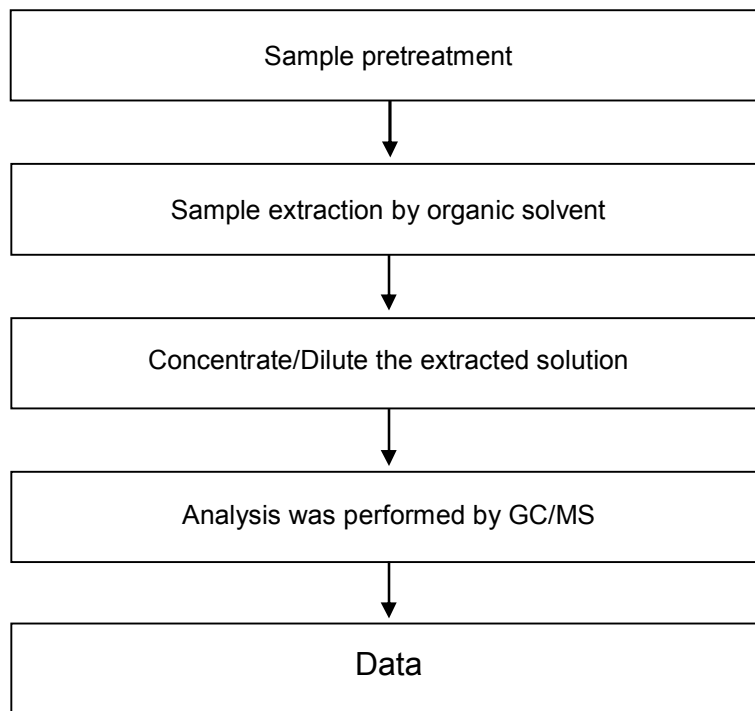 Sample pretreatment
Sample extraction by organic solvent
Concentrate/Dilute the extracted solution
Analysis was performed by GC/MS
Data